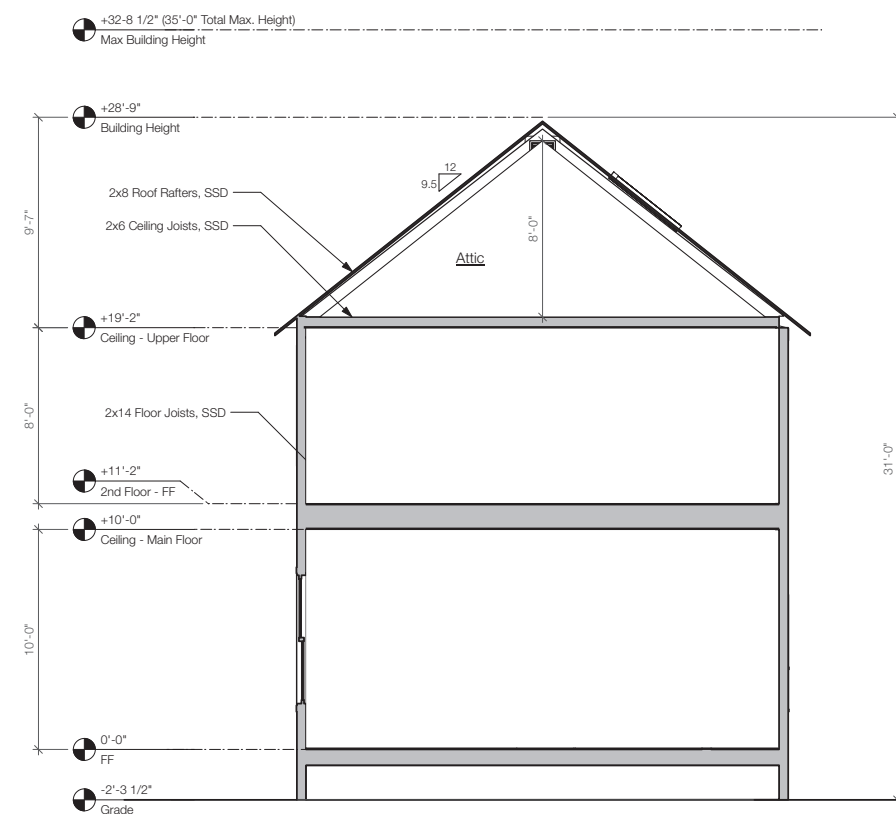 +32-8 1/2" (35'-0" Total Max. Height)
Max Building Height
+28'-9"
Building Height
12
9.5
2x8 Roof Rafters, SSD
9'-7"
2x6 Ceiling Joists, SSD
8'-0"
Attic
+19'-2"
Ceiling - Upper Floor
8'-0"
2x14 Floor Joists, SSD
31'-0"
+11'-2"
2nd Floor - FF
+10'-0"
Ceiling - Main Floor
10'-0"
0'-0"
FF
-2'-3 1/2"
Grade